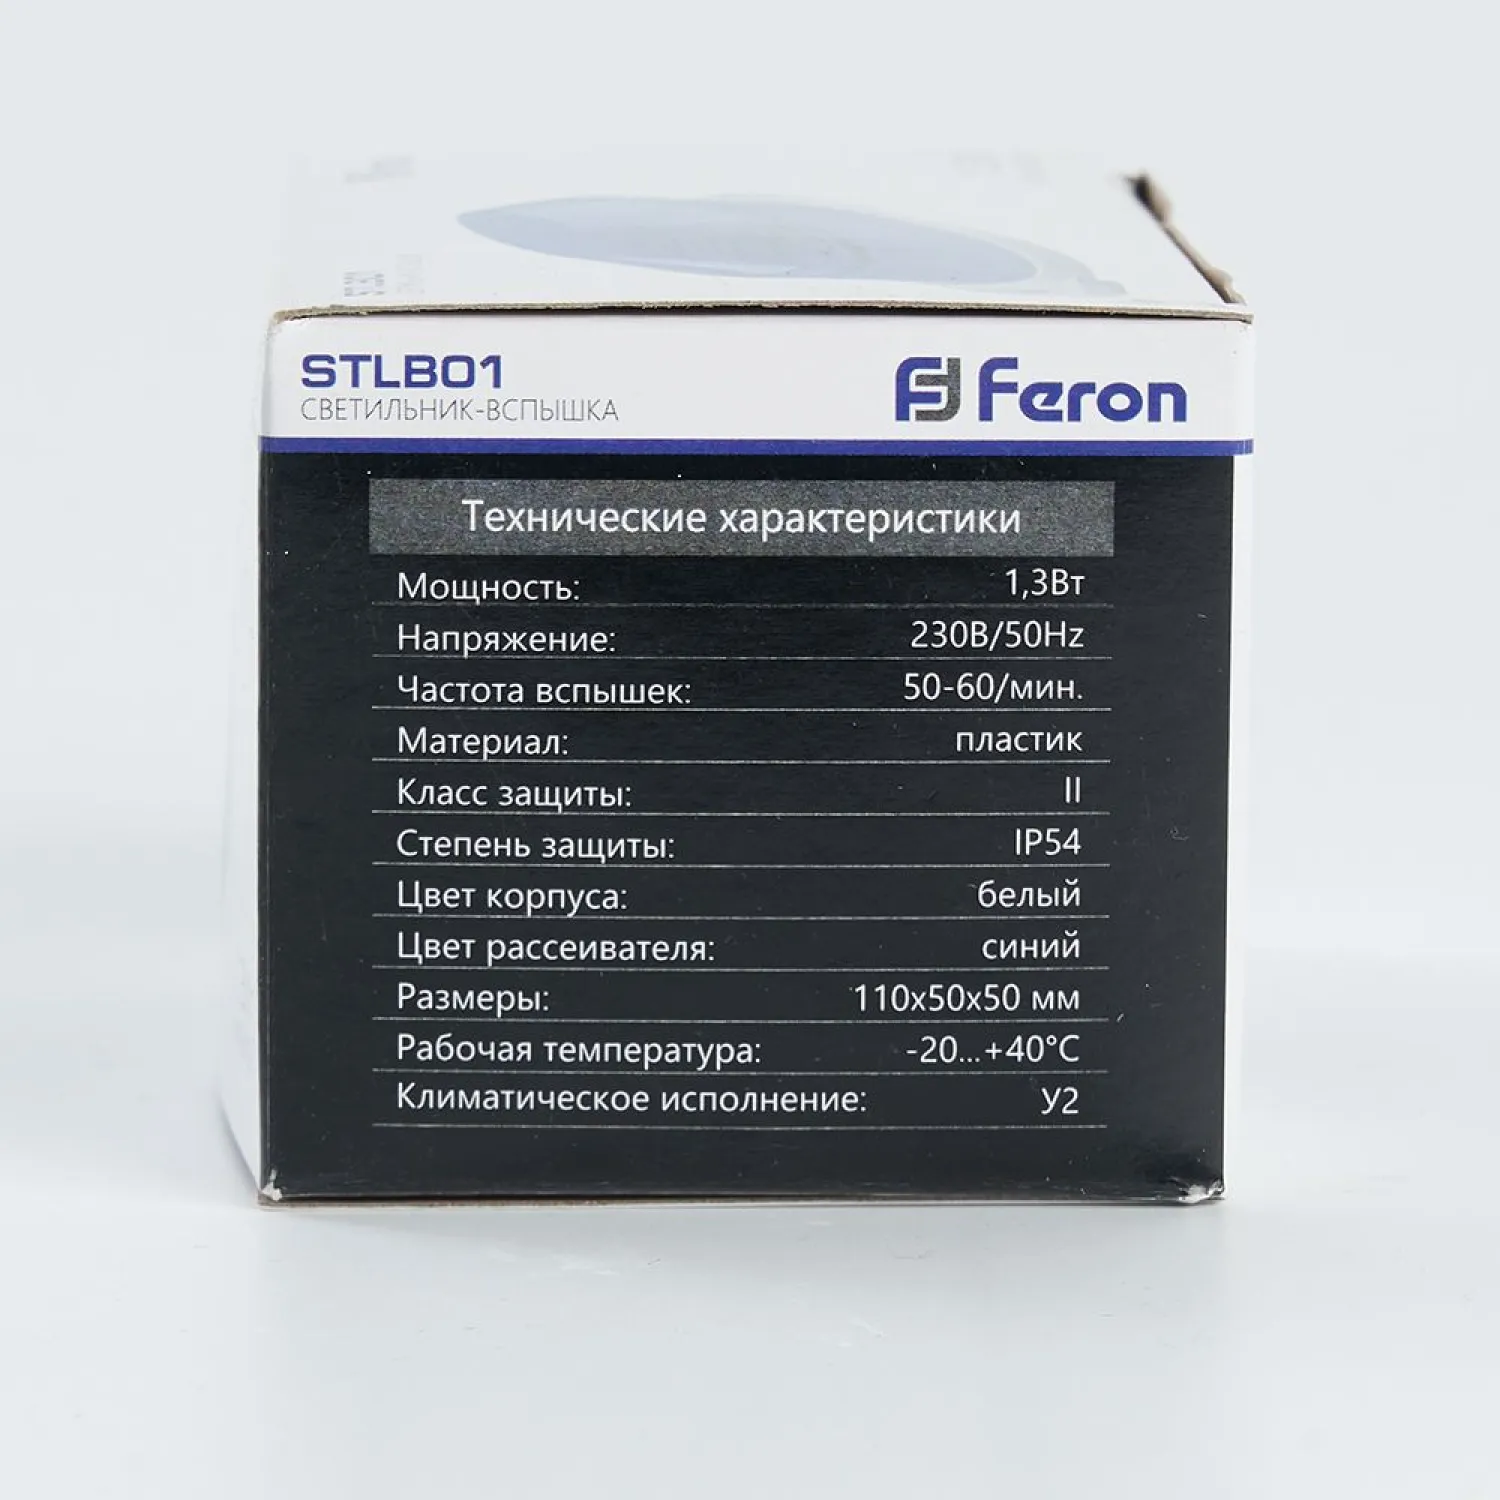 STLB01
СВЕТИЛЬНИК-ВСПЫШКА
Feron
Технические характеристики
Мощность: 1,3Вт
Напряжение: 230В/50Hz
Частота вспышек: 50-60/мин.
Материал: пластик
Класс защиты: II
Степень защиты: IP54
Цвет корпуса: белый
Цвет рассеивателя: синий
Размеры: 110x50x50 мм
Рабочая температура: -20...+40°C
Климатическое исполнение: У2